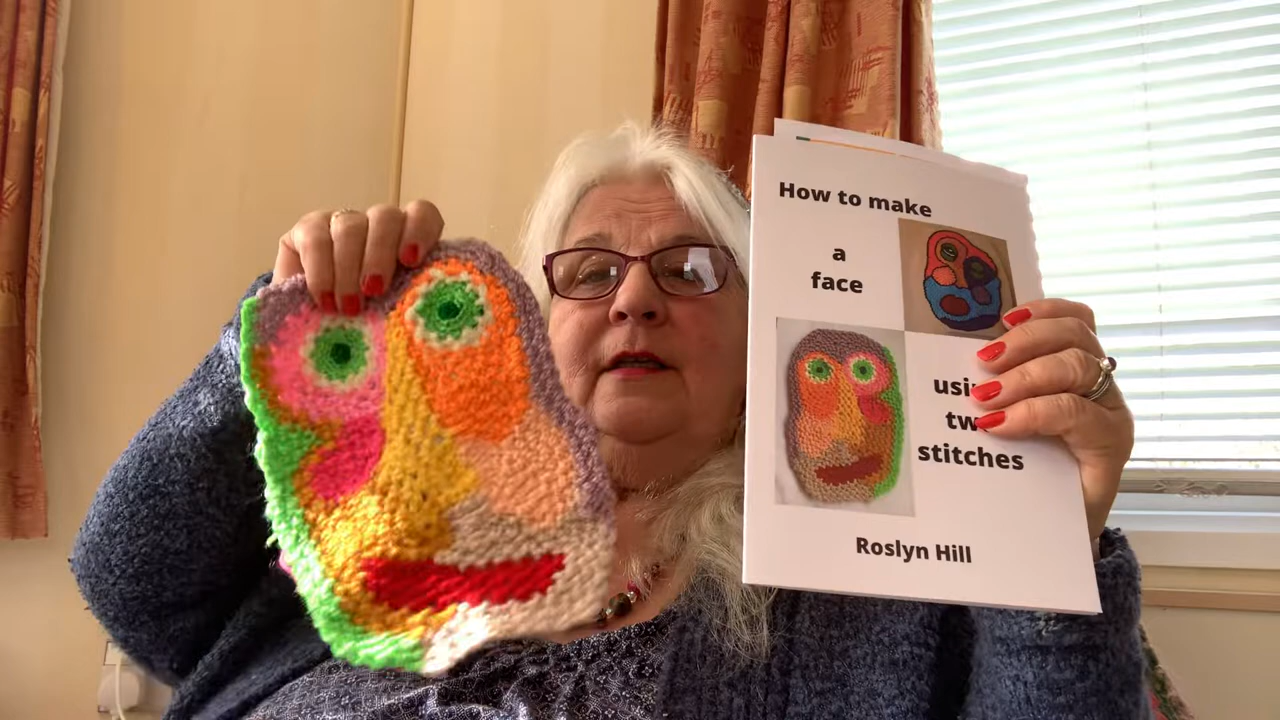 How to make
a
face
stitches
Roslyn Hill